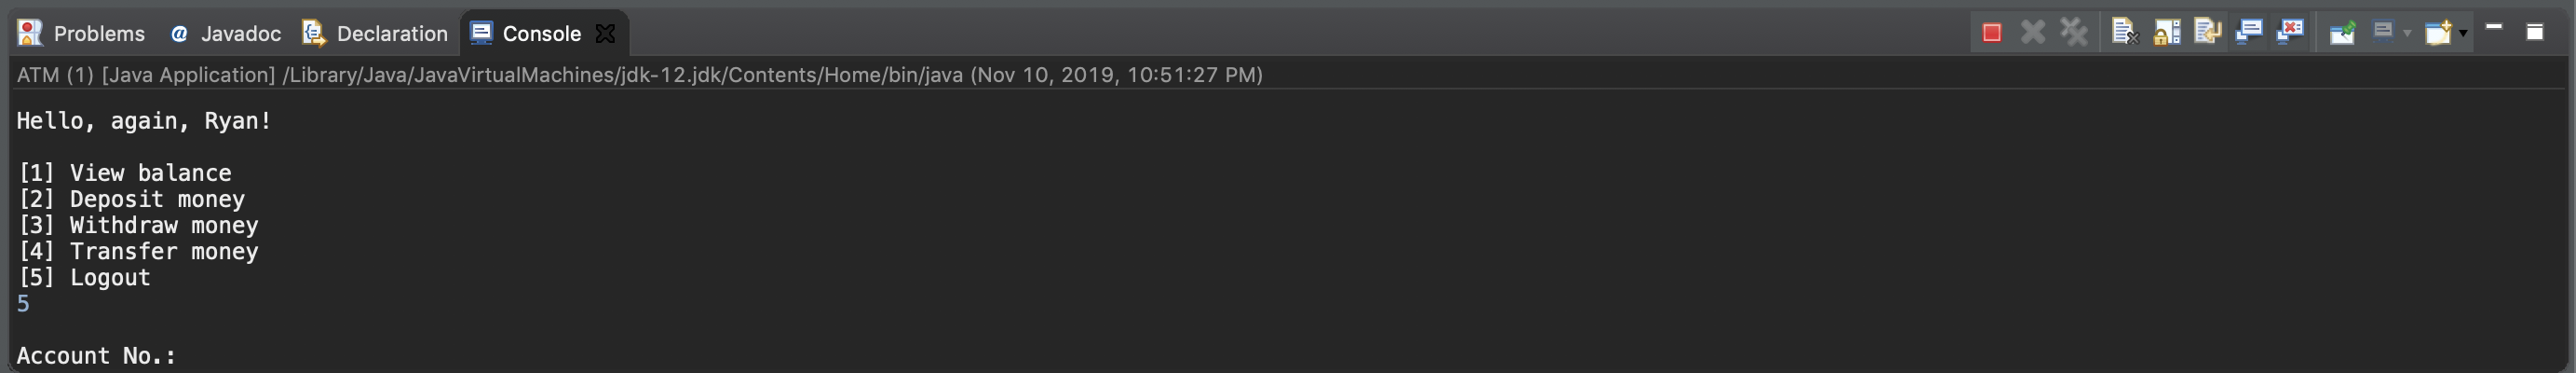 Problems @ Javadoc Declaration Console
ATM (1) [Java Application] /Library/Java/JavaVirtualMachines/jdk-12.jdk/Contents/Home/bin/java (Nov 10, 2019, 10:51:27 PM)
Hello, again, Ryan!
[1] View balance
[2] Deposit money
[3] Withdraw money
[4] Transfer money
[5] Logout
5
Account No.: